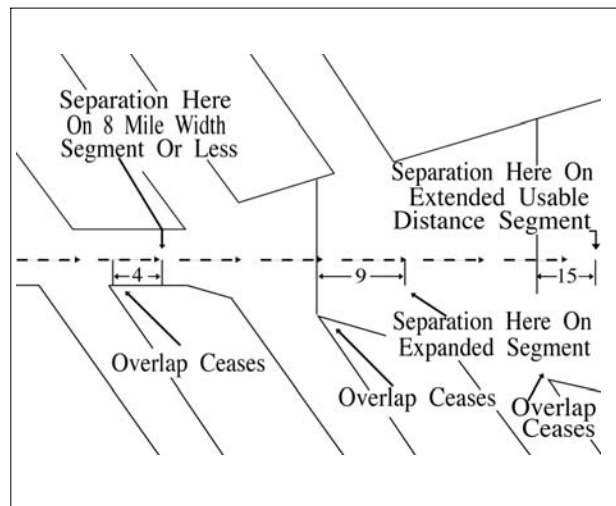 Separation Here
On 8 Mile Width
Segment Or Less
Separation Here On
Extended Usable
Distance Segment
4
9
15
Separation Here On
Expanded Segment
Overlap Ceases
Overlap Ceases
Overlap
Ceases